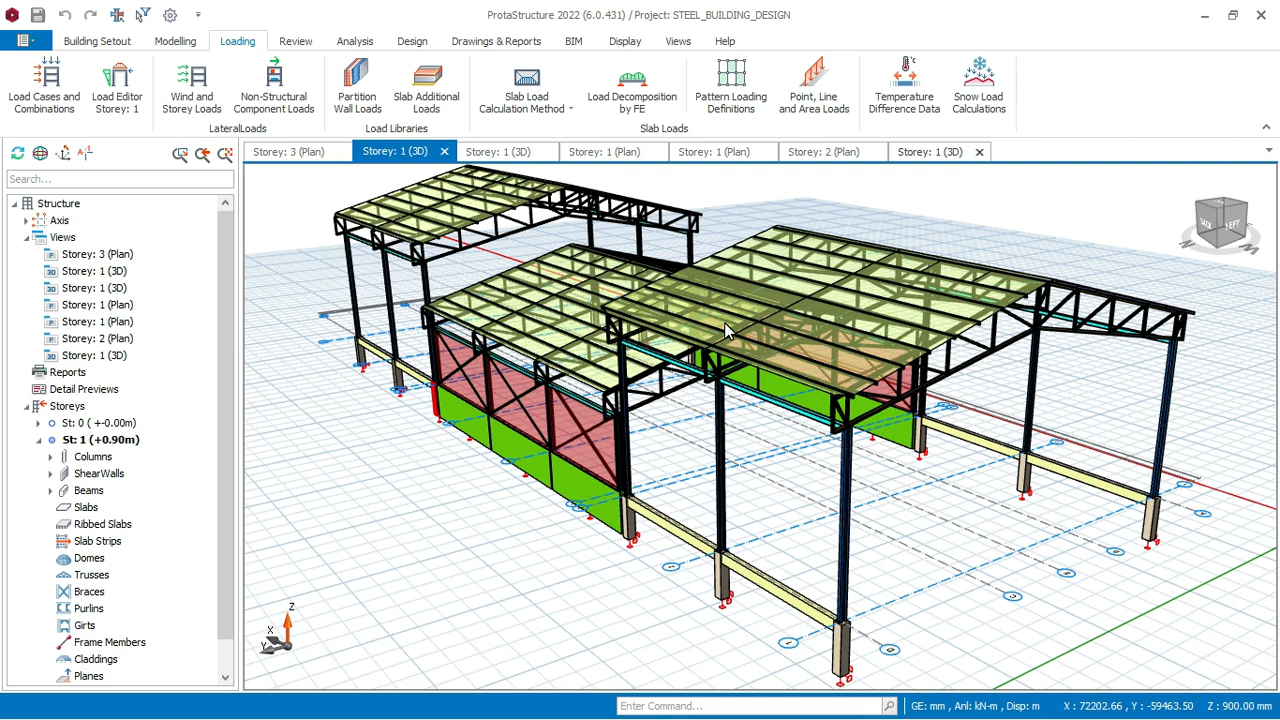 ProtaStructure 2022 (6.0.431) / Project: STEEL_BUILDING_DESIGN
Building Setout Modelling Loading Review Analysis Design Drawings & Reports BIM Display Views Help
Load Cases and Combinations
Load Editor Storey: 1
Wind and Storey Loads
Non-Structural Component Loads
Partition Wall Loads
Slab Additional Loads
Slab Load Calculation Method
Load Decomposition by FE
Pattern Loading Definitions
Point, Line and Area Loads
Temperature Difference Data
Snow Load Calculations
LateralLoads Load Libraries Slab Loads
Storey: 3 (Plan) Storey: 1 (3D) Storey: 1 (3D) Storey: 1 (Plan) Storey: 1 (Plan) Storey: 2 (Plan) Storey: 1 (3D)
Search...
Structure
Axis
Views
Storey: 3 (Plan)
Storey: 1 (3D)
Storey: 1 (3D)
Storey: 1 (Plan)
Storey: 1 (Plan)
Storey: 2 (Plan)
Storey: 1 (3D)
Reports
Detail Previews
Storeys
St: 0 ( +-0.00m)
St: 1 (+0.90m)
Columns
ShearWalls
Beams
Slabs
Ribbed Slabs
Slab Strips
Domes
Trusses
Braces
Purlins
Girts
Frame Members
Claddings
Planes
BACK LEFT
Z
X
Y
Enter Command...
GE: mm , Anl: kN-m , Disp: m X : 72202.66 , Y : -59463.50 Z : 900.00 mm